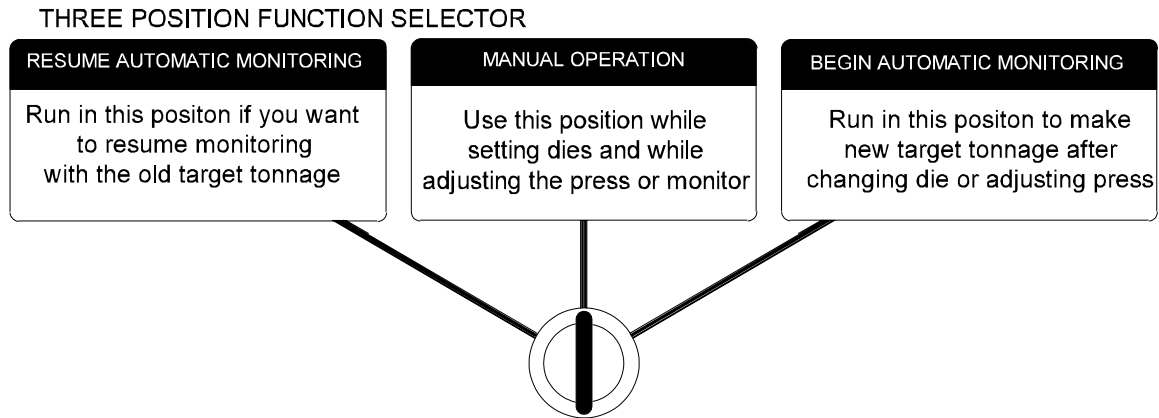 THREE POSITION FUNCTION SELECTOR
RESUME AUTOMATIC MONITORING
Run in this positon if you want
to resume monitoring
with the old target tonnage
MANUAL OPERATION
Use this position while
setting dies and while
adjusting the press or monitor
BEGIN AUTOMATIC MONITORING
Run in this positon to make
new target tonnage after
changing die or adjusting press